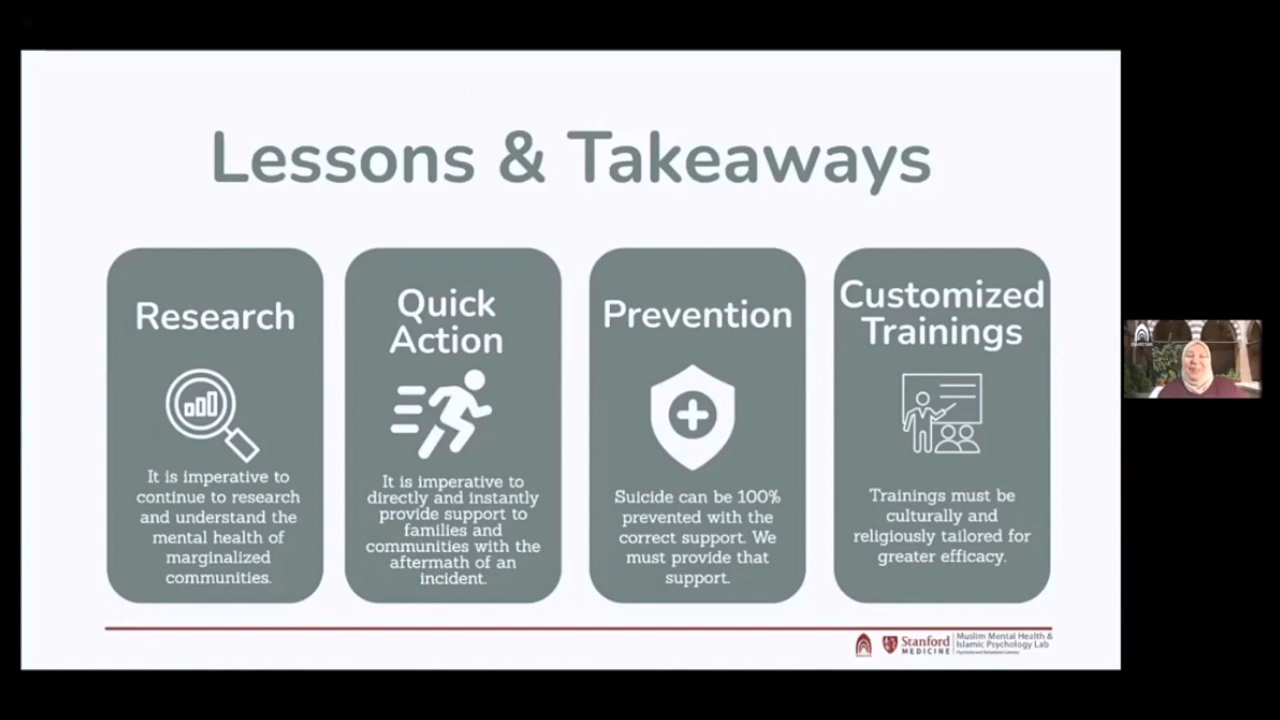 Lessons & Takeaways
Research
It is imperative to
continue to research
and understand the
mental health of
marginalized
communities.
Quick
Action
It is imperative to
directly and instantly
provide support to
families and
communities with the
aftermath of an
incident.
Prevention
Suicide can be 100%
prevented with the
correct support. We
must provide that
support.
Customized
Trainings
Trainings must be
culturally and
religiously tailored for
greater efficacy.
Stanford
MEDICINE
Muslim Mental Health &
Islamic Psychology Lab